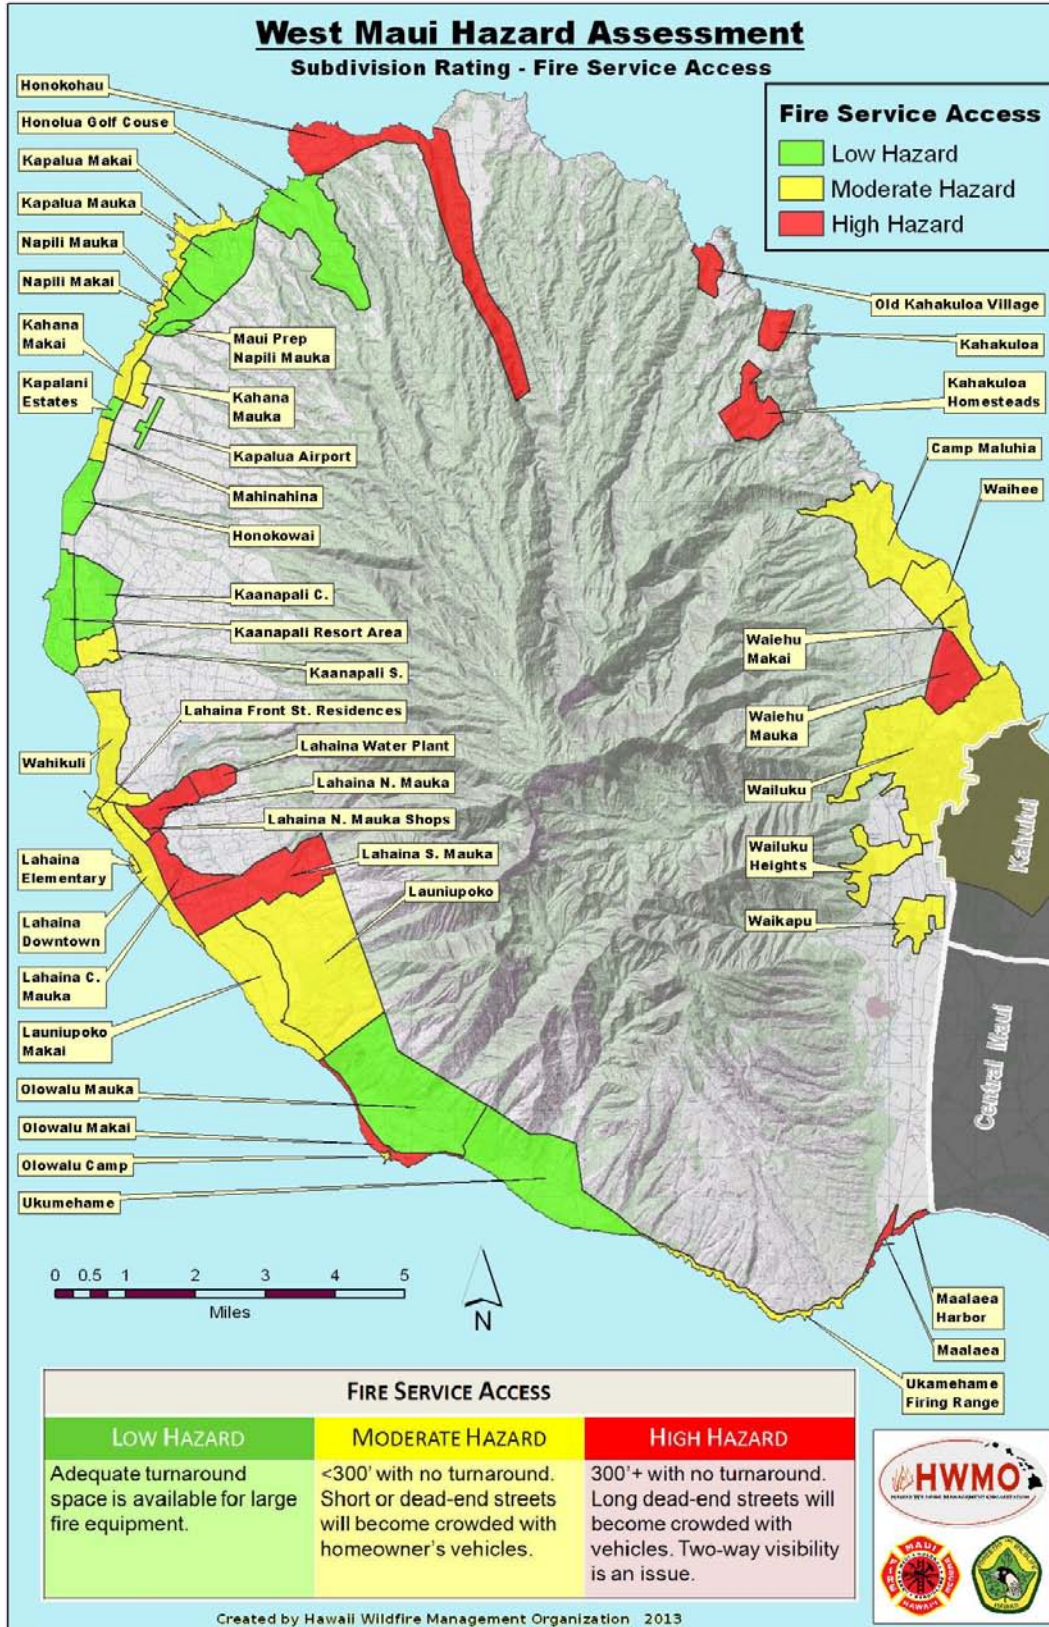 West Maui Hazard Assessment
Subdivision Rating - Fire Service Access
Fire Service Access
Low Hazard
Moderate Hazard
High Hazard
Honokohau
Honolua Golf Couse
Kapalua Makai
Kapalua Mauka
Napili Mauka
Napili Makai
Kahana
Makai
Kapalani
Estates
Maui Prep
Napili Mauka
Kahana
Mauka
Kapalua Airport
Mahinahina
Honokowai
Kaanapali C.
Kaanapali Resort Area
Kaanapali S.
Lahaina Front St. Residences
Wahikuli
Lahaina Water Plant
Lahaina N. Mauka
Lahaina N. Mauka Shops
Lahaina S. Mauka
Launiupoko
Lahaina
Elementary
Lahaina
Downtown
Lahaina C.
Mauka
Launiupoko
Makai
Olowalu Mauka
Olowalu Makai
Olowalu Camp
Ukumehame
Old Kahakuloa Village
Kahakuloa
Kahakuloa
Homesteads
Camp Maluhia
Waihee
Waiehu
Makai
Waiehu
Mauka
Wailuku
Wailuku
Heights
Waikapu
Kahului
Central Maui
Maalaea
Harbor
Maalaea
Ukamehame
Firing Range
0 0.5 1 2 3 4 5
Miles
N
FIRE SERVICE ACCESS
LOW HAZARD
Adequate turnaround
space is available for large
fire equipment.
MODERATE HAZARD
<300' with no turnaround.
Short or dead-end streets
will become crowded with
homeowner's vehicles.
HIGH HAZARD
300'+ with no turnaround.
Long dead-end streets will
become crowded with
vehicles. Two-way visibility
is an issue.
HWMO
MAUI
FIRE
HAWAII
Created by Hawaii Wildfire Management Organization 2013